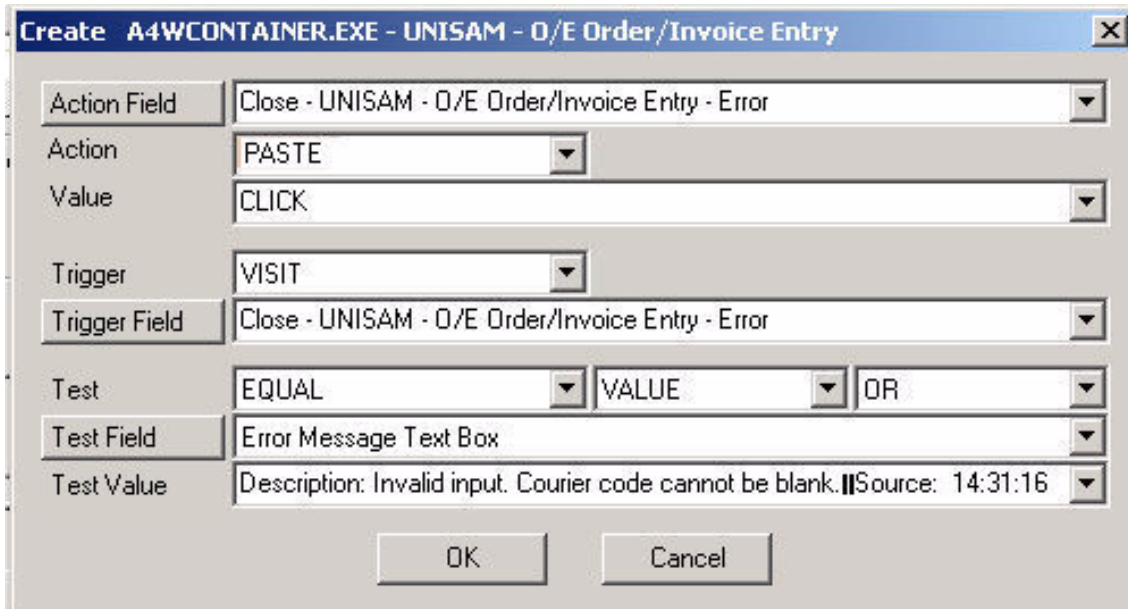 Create A4WCONTAINER.EXE - UNISAM - O/E Order/Invoice Entry
Action Field Close - UNISAM - O/E Order/Invoice Entry - Error
Action PASTE
Value CLICK
Trigger VISIT
Trigger Field Close - UNISAM - O/E Order/Invoice Entry - Error
Test EQUAL VALUE OR
Test Field Error Message Text Box
Test Value Description: Invalid input. Courier code cannot be blank.||Source: 14:31:16
OK Cancel